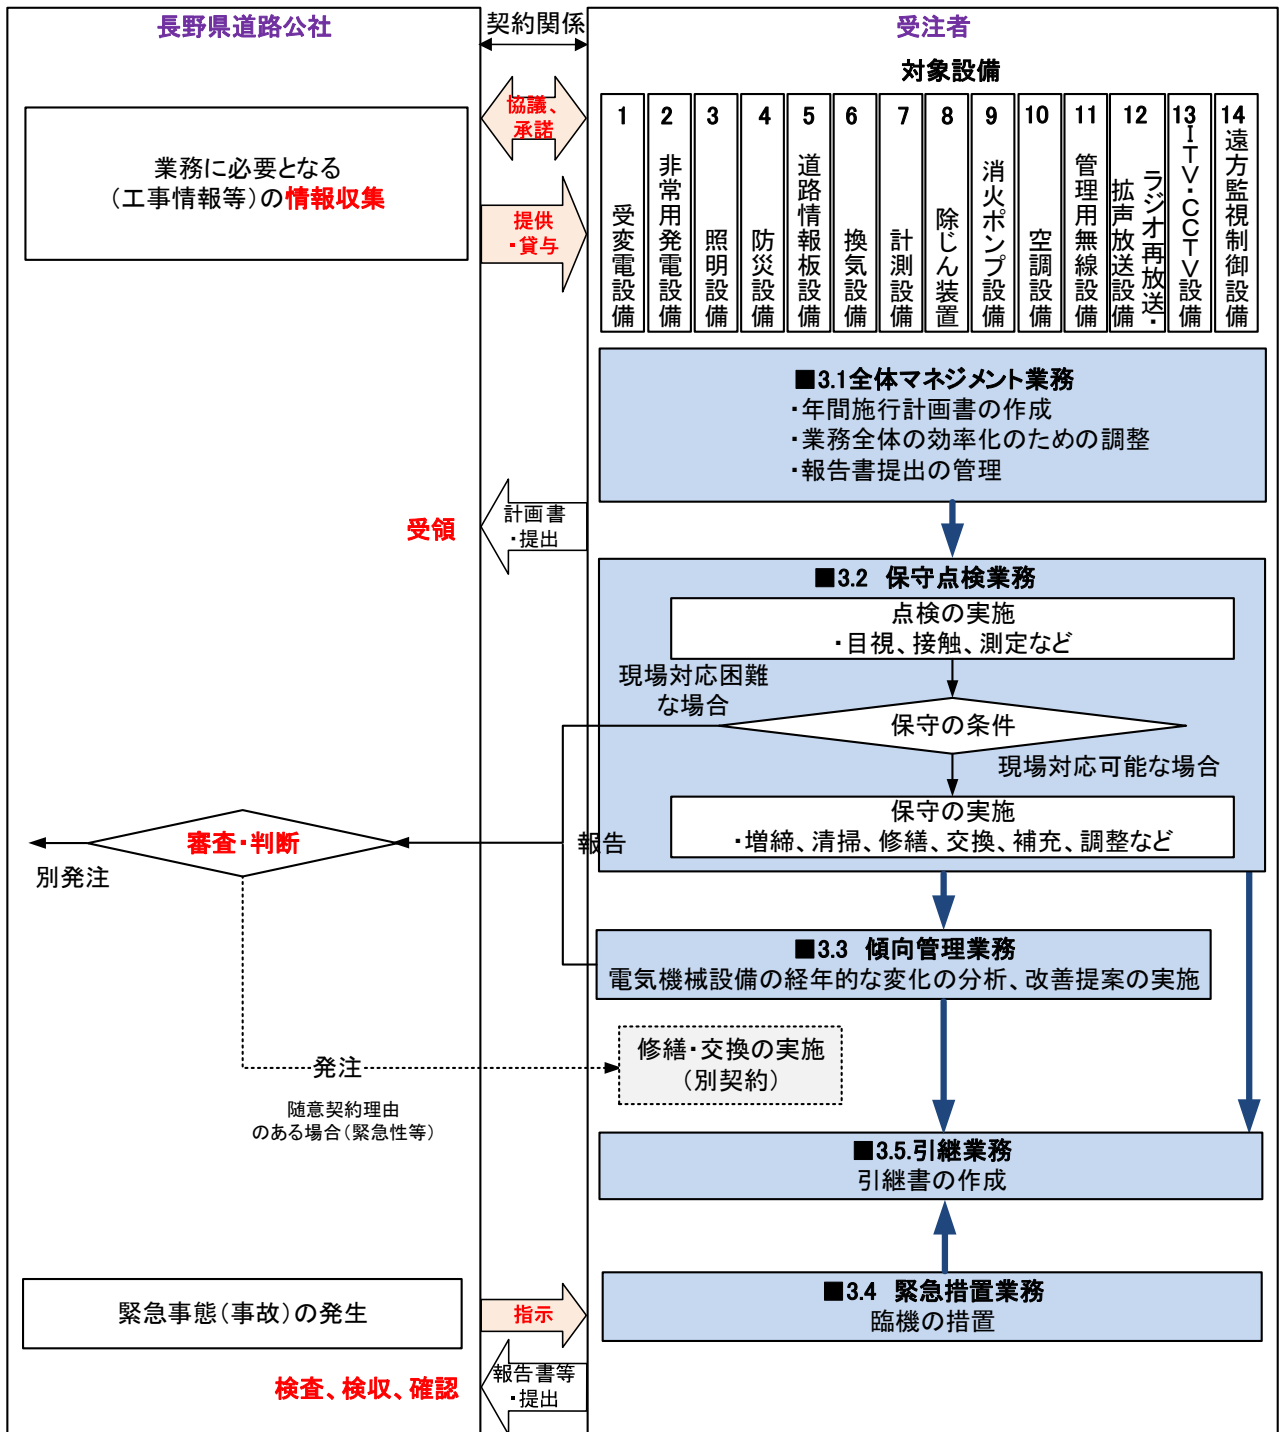 長野県道路公社
契約関係
受注者
対象設備
協議、
承諾
業務に必要となる
（工事情報等）の情報収集
提供
・貸与
1
受変電設備
2
非常用発電設備
3
照明設備
4
防災設備
5
道路情報板設備
6
換気設備
7
計測設備
8
除じん装置
9
消火ポンプ設備
10
空調設備
11
管理用無線設備
12
ラジオ再放送・
拡声放送設備
13
ＩＴＶ・ＣＣＴＶ設備
14
遠方監視制御設備
■3.1全体マネジメント業務
・年間施行計画書の作成
・業務全体の効率化のための調整
・報告書提出の管理
受領
計画書
・提出
■3.2 保守点検業務
点検の実施
・目視、接触、測定など
現場対応困難
な場合
保守の条件
現場対応可能な場合
保守の実施
・増締、清掃、修繕、交換、補充、調整など
審査・判断
報告
別発注
■3.3 傾向管理業務
電気機械設備の経年的な変化の分析、改善提案の実施
発注
修繕・交換の実施
（別契約）
随意契約理由
のある場合（緊急性等）
■3.5.引継業務
引継書の作成
緊急事態（事故）の発生
指示
■3.4 緊急措置業務
臨機の措置
検査、検収、確認
報告書等
・提出